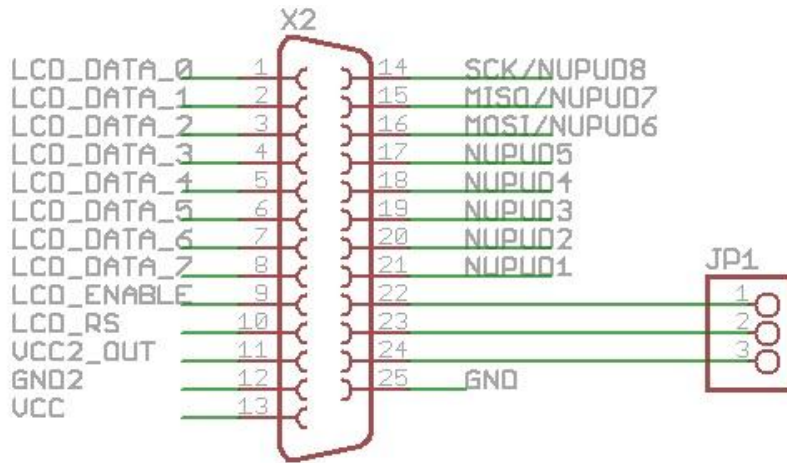 X2
LCD_DATA_0 1 14 SCK/NUPUD8
LCD_DATA_1 2 15 MISO/NUPUD7
LCD_DATA_2 3 16 MOSI/NUPUD6
LCD_DATA_3 4 17 NUPUD5
LCD_DATA_4 5 18 NUPUD4
LCD_DATA_5 6 19 NUPUD3
LCD_DATA_6 7 20 NUPUD2
LCD_DATA_7 8 21 NUPUD1
JP1
LCD_ENABLE 9 22 1
LCD_RS 10 23 2
VCC2_OUT 11 24 3
GND2 12 25 GND
VCC 13